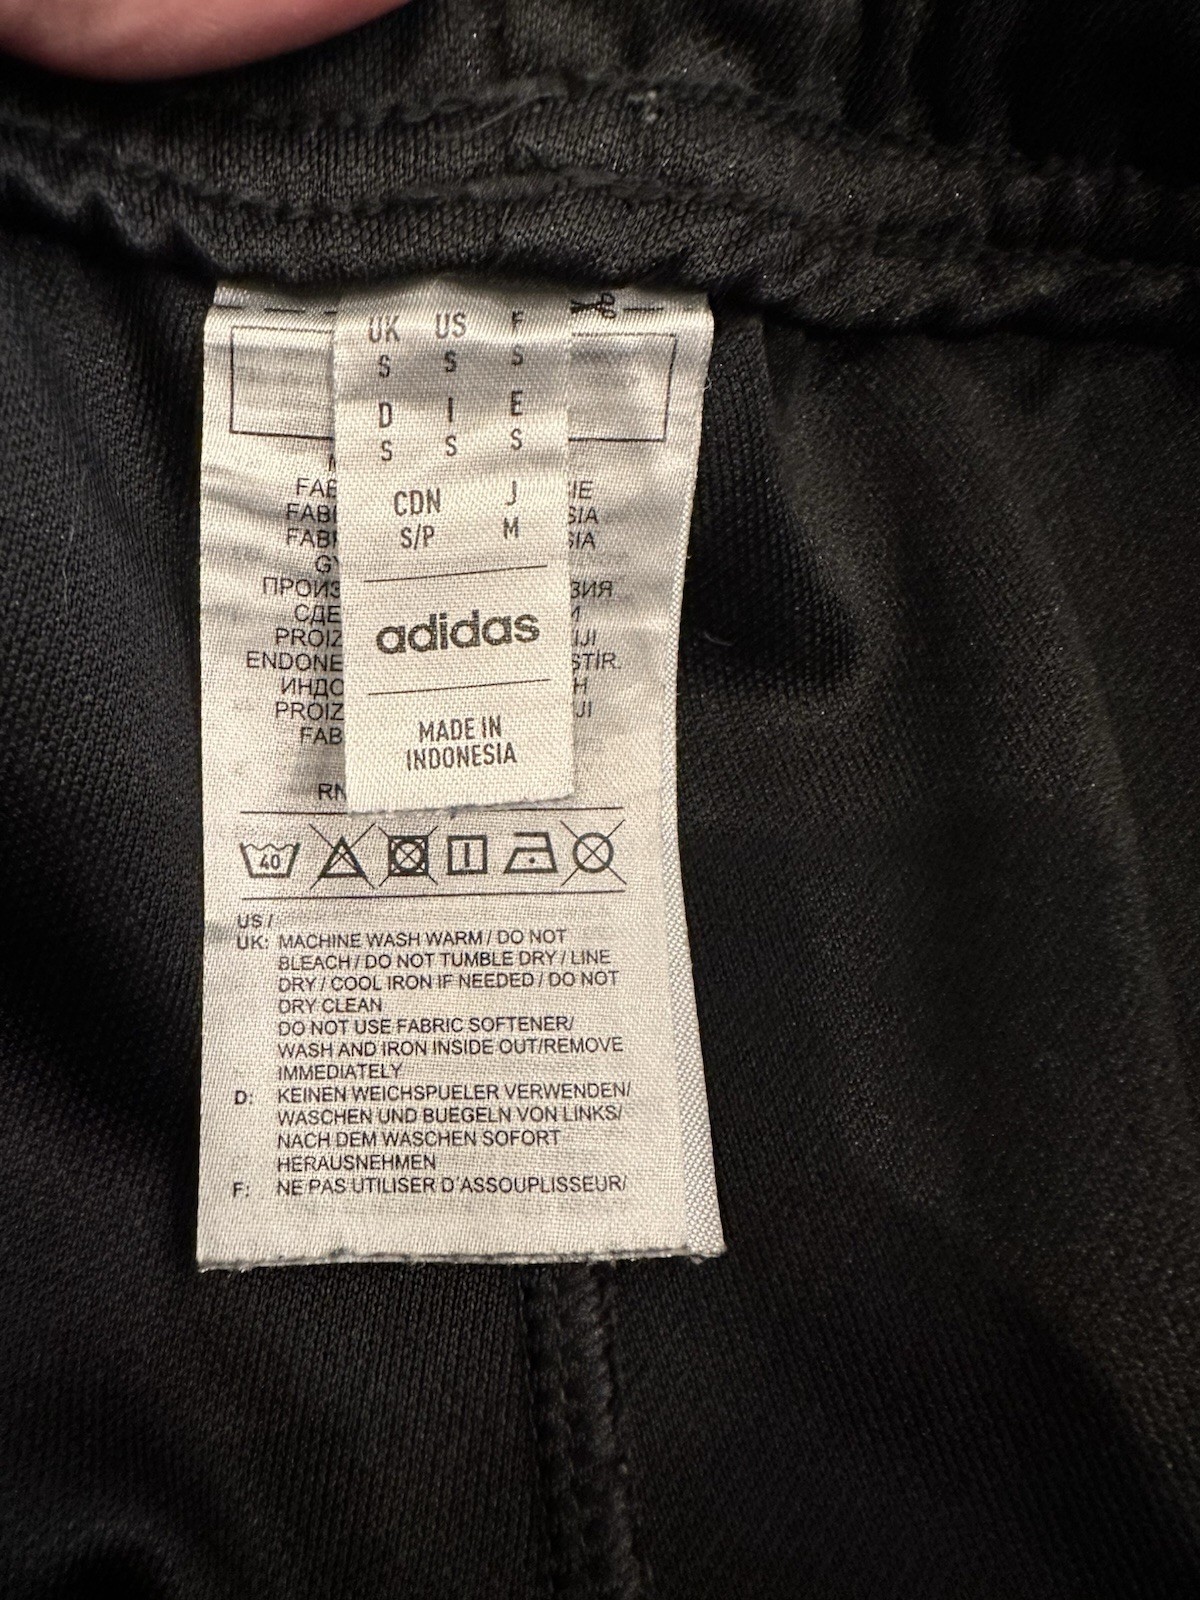 UK US F
S S S
D I E
S S S
CDN J
S/P M
adidas
MADE IN
INDONESIA
40
US /
UK: MACHINE WASH WARM / DO NOT
BLEACH / DO NOT TUMBLE DRY / LINE
DRY / COOL IRON IF NEEDED / DO NOT
DRY CLEAN
DO NOT USE FABRIC SOFTENER/
WASH AND IRON INSIDE OUT/REMOVE
IMMEDIATELY
D: KEINEN WEICHSPUELER VERWENDEN/
WASCHEN UND BUEGELN VON LINKS/
NACH DEM WASCHEN SOFORT
HERAUSNEHMEN
F: NE PAS UTILISER D'ASSOUPLISSEUR/